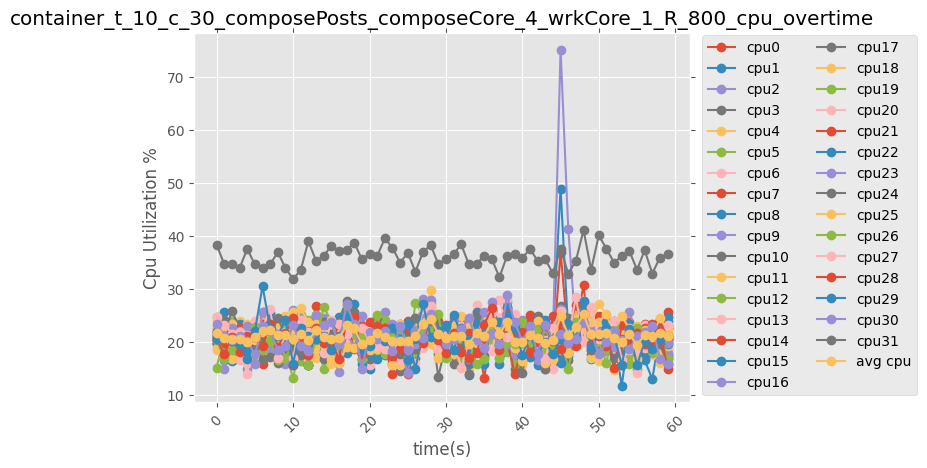 container_t_10_c_30_composePosts_composeCore_4_wrkCore_1_R_800_cpu_overtime
Cpu Utilization %
70
60
50
40
30
20
10
0
10
20
30
40
50
60
time(s)
cpu0
cpu1
cpu2
cpu3
cpu4
cpu5
cpu6
cpu7
cpu8
cpu9
cpu10
cpu11
cpu12
cpu13
cpu14
cpu15
cpu16
cpu17
cpu18
cpu19
cpu20
cpu21
cpu22
cpu23
cpu24
cpu25
cpu26
cpu27
cpu28
cpu29
cpu30
cpu31
avg cpu